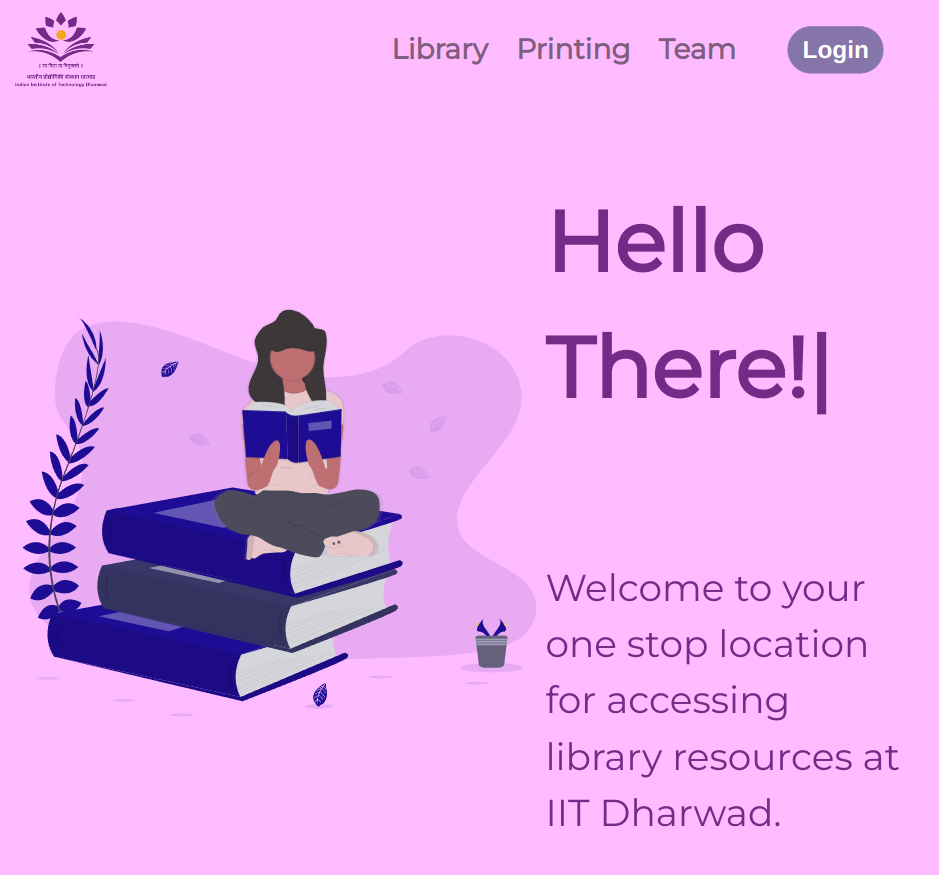 ॥ सा विद्या या विमुक्तये ॥
भारतीय प्रौद्योगिकी संस्थान धारवाड
Indian Institute of Technology Dharwad
Library Printing Team Login
Hello
There!|
Welcome to your
one stop location
for accessing
library resources at
IIT Dharwad.